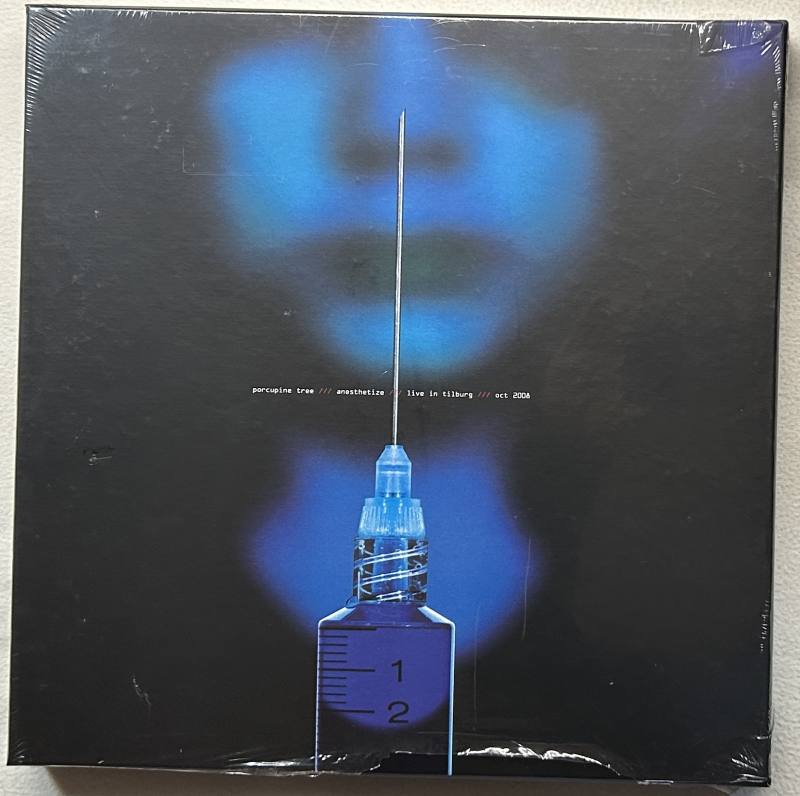 porcupine tree /// anesthetize /// live in tilburg /// oct 2008
1
2